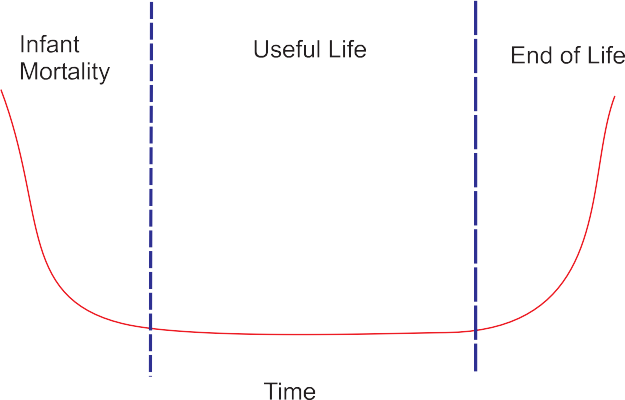 Infant
Mortality
Useful Life
End of Life
Time